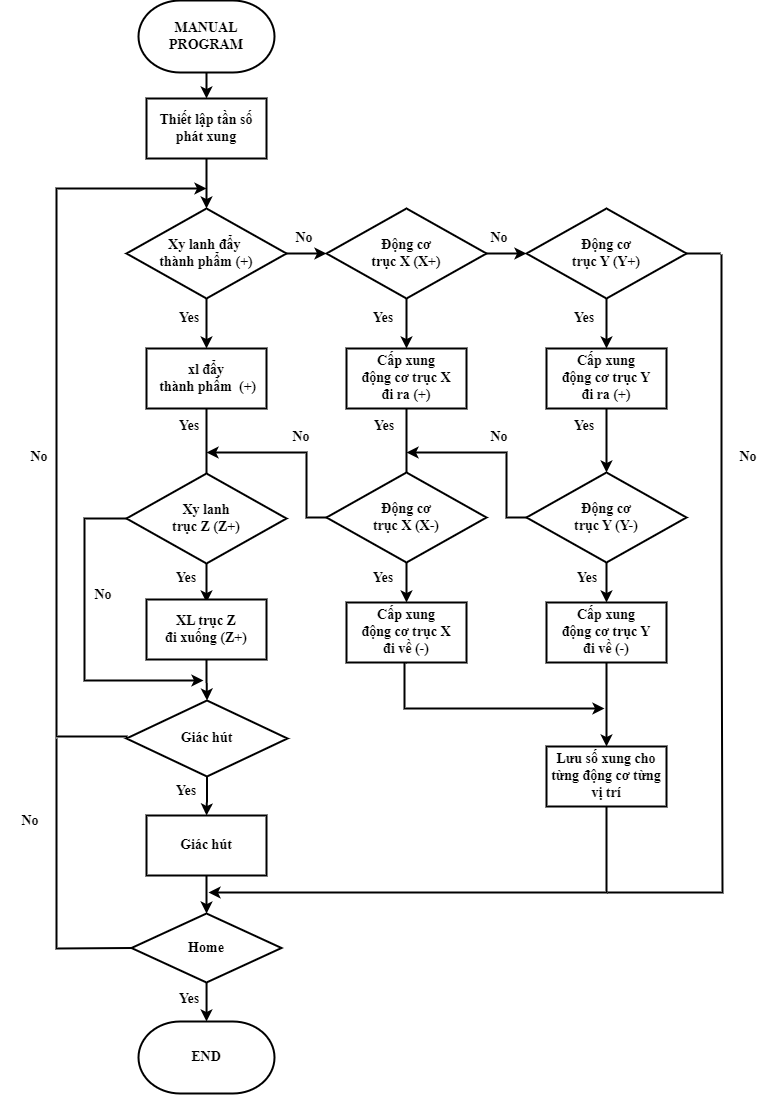 MANUAL
PROGRAM
Thiết lập tần số
phát xung
Xy lanh đẩy
thành phẩm (+)
No
Động cơ
trục X (X+)
No
Động cơ
trục Y (Y+)
Yes
Yes
Yes
xl đẩy
thành phẩm (+)
Cấp xung
động cơ trục X
đi ra (+)
Cấp xung
động cơ trục Y
đi ra (+)
Yes
Yes
Yes
No
No
No
No
Xy lanh
trục Z (Z+)
Động cơ
trục X (X-)
Động cơ
trục Y (Y-)
Yes
Yes
Yes
No
XL trục Z
đi xuống (Z+)
Cấp xung
động cơ trục X
đi về (-)
Cấp xung
động cơ trục Y
đi về (-)
Giác hút
Lưu số xung cho
từng động cơ từng
vị trí
Yes
No
Giác hút
Home
Yes
END